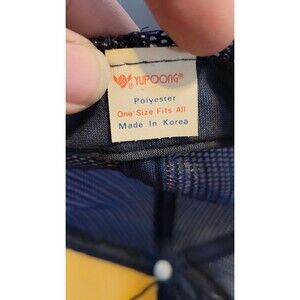 YUPOONG®
Polyester
One Size Fits All
Made In Korea